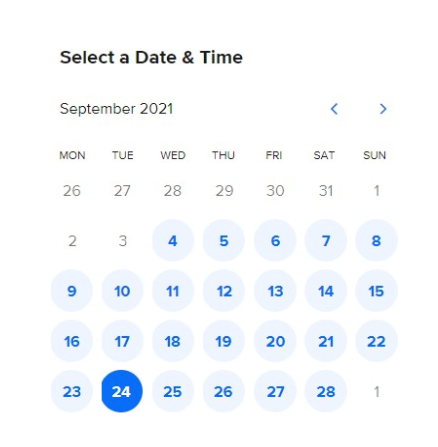 Select a Date & Time
September 2021
MON TUE WED THU FRI SAT SUN
26 27 28 29 30 31 1
2 3 4 5 6 7 8
9 10 11 12 13 14 15
16 17 18 19 20 21 22
23 24 25 26 27 28 1